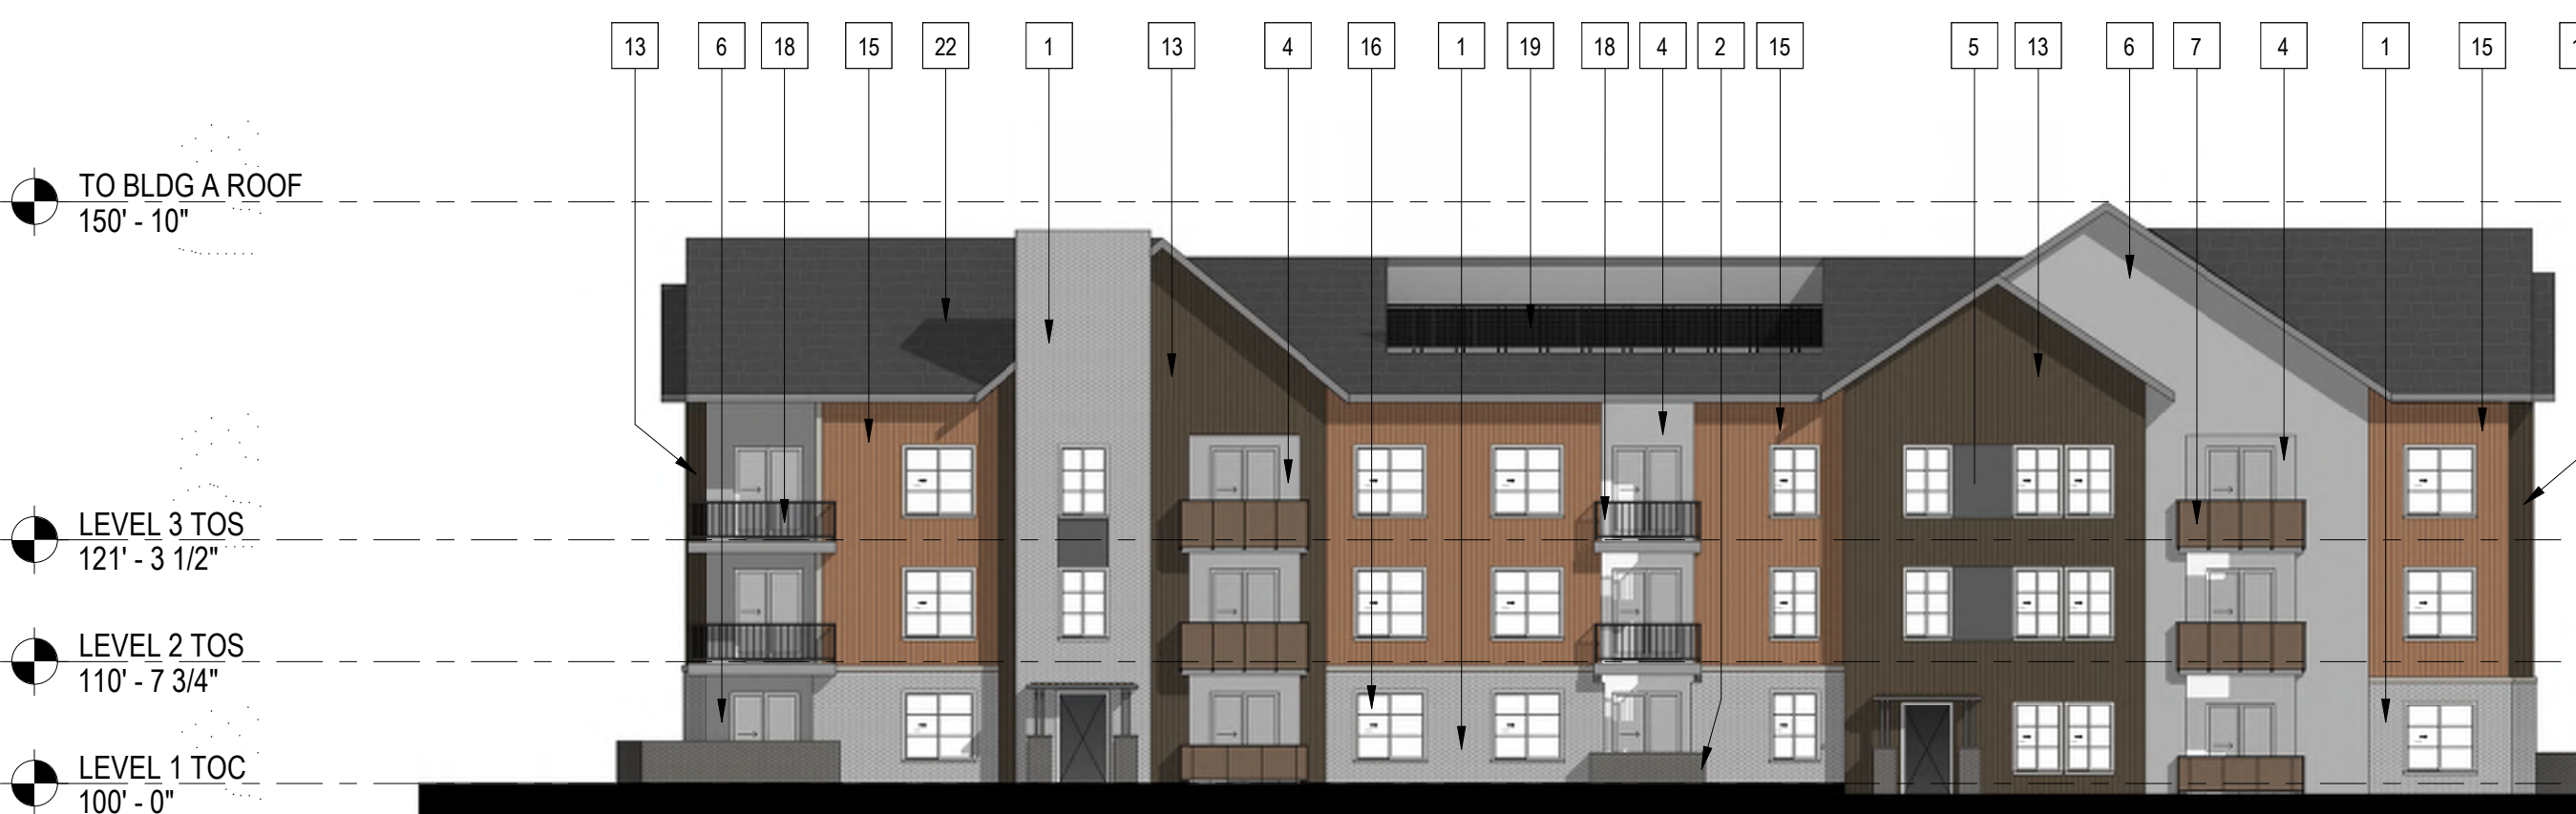 13 6 18 15 22 1 13 4 16 1 19 18 4 2 15 5 13 6 7 4 1 15
TO BLDG A ROOF
150' - 10"
LEVEL 3 TOS
121' - 3 1/2"
LEVEL 2 TOS
110' - 7 3/4"
LEVEL 1 TOC
100' - 0"